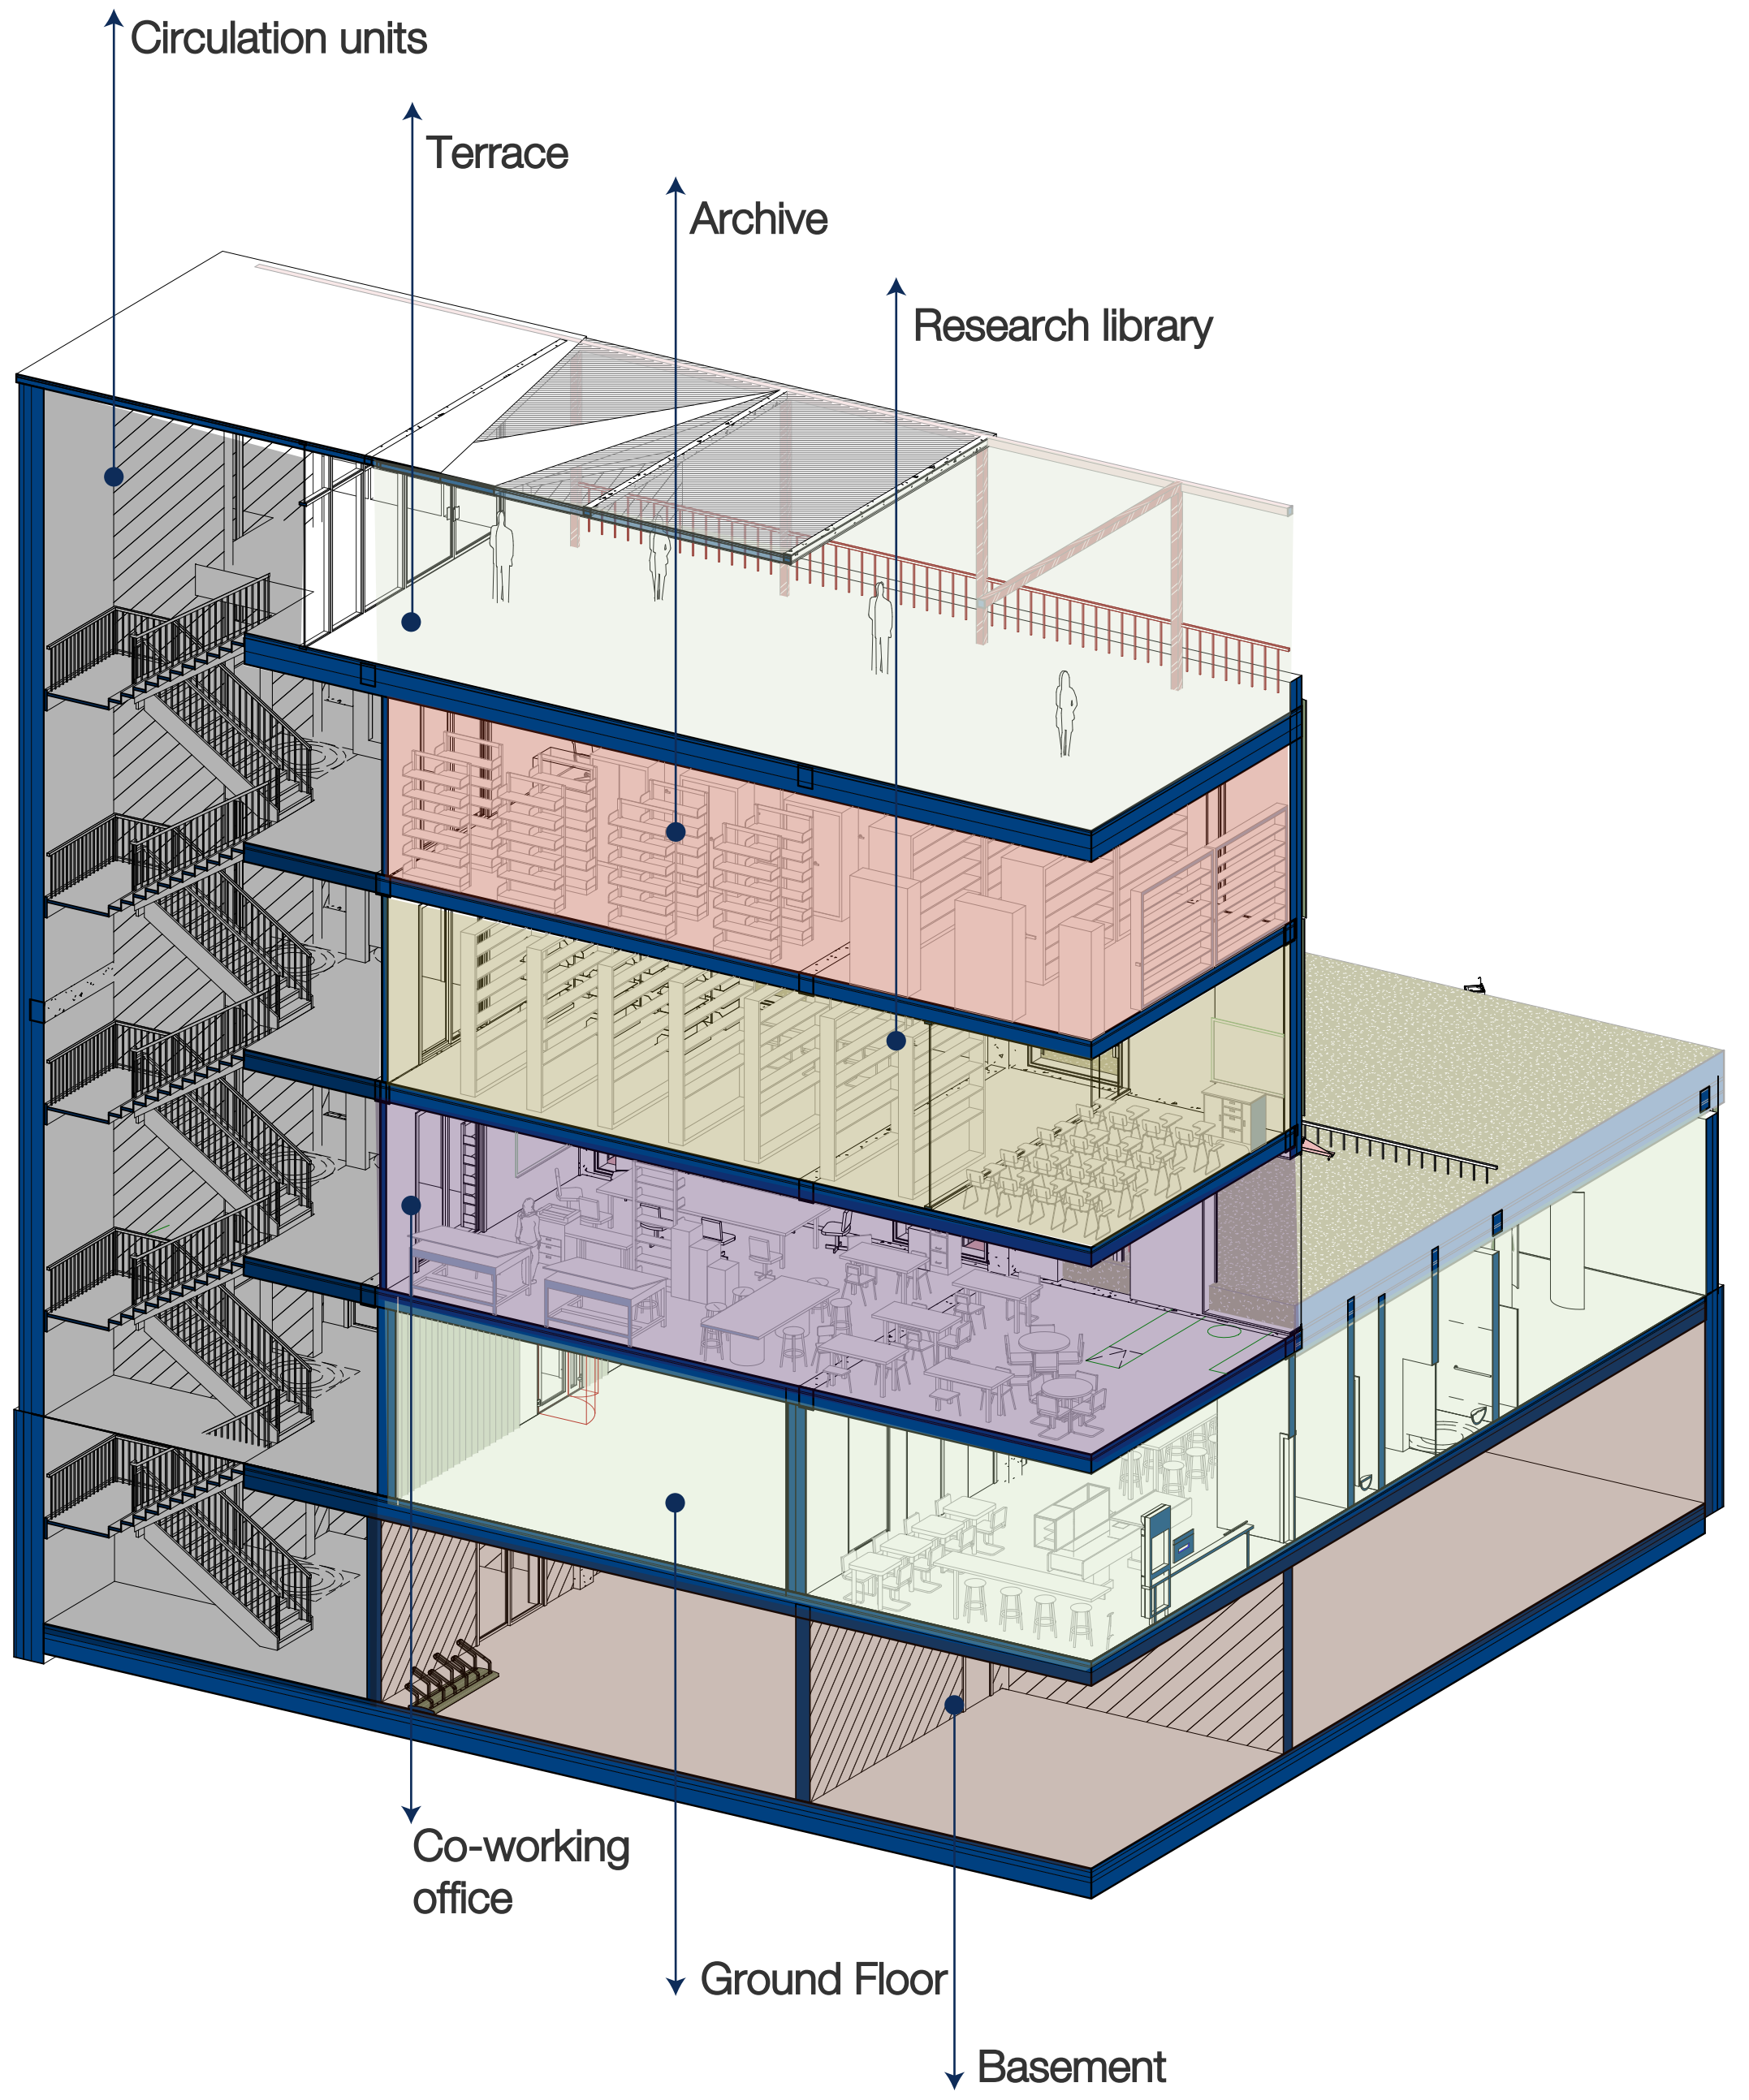 Circulation units
Terrace
Archive
Research library
Co-working
office
Ground Floor
Basement